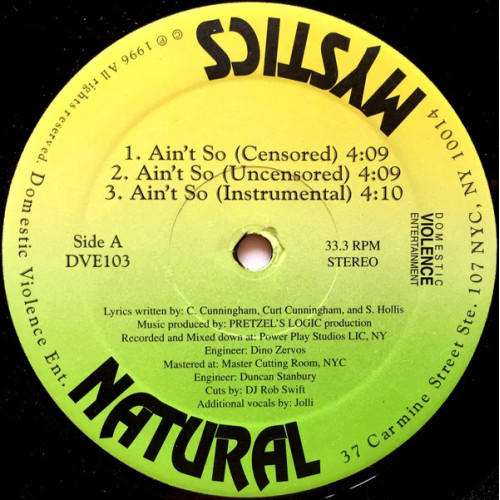 MYSTICS
1. Ain't So (Censored) 4:09
2. Ain't So (Uncensored) 4:09
3. Ain't So (Instrumental) 4:10
Side A
DVE103
33.3 RPM
STEREO
DOMESTIC
VIOLENCE
ENTERTAINMENT
Lyrics written by: C. Cunningham, Curt Cunningham, and S. Hollis
Music produced by: PRETZEL'S LOGIC production
Recorded and Mixed down at: Power Play Studios LIC, NY
Engineer: Dino Zervos
Mastered at: Master Cutting Room, NYC
Engineer: Duncan Stanbury
Cuts by: DJ Rob Swift
Additional vocals by: Jolli
NATURAL
© ℗ 1996 All rights reserved. Domestic Violence Ent.
37 Carmine Street Ste. 107 NYC, NY 10014